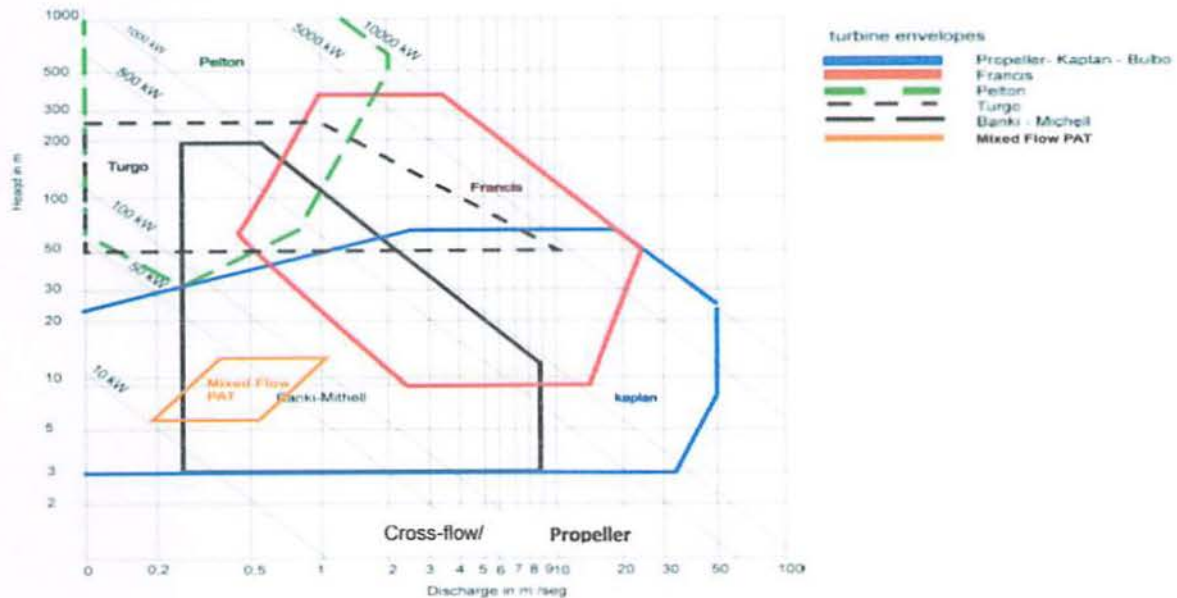 1000
500
300
200
100
50
30
20
10
5
3
2
Heagd in m
0 0,2 0,5 1 2 3 4 5 6 7 8 9 10 20 30 50 100
Discharge in m /seg
1000 kW
5000 kW
10000 kW
500 kW
100 kW
50 kW
10 kW
Pelton
Turgo
Francis
Mixed Flow
PAT
Banki-Mithell
kaplan
Cross-flow/ Propeller
turbine envelopes
Propeller- Kaplan - Bulbo
Francis
Pelton
Turgo
Banki - Michell
Mixed Flow PAT